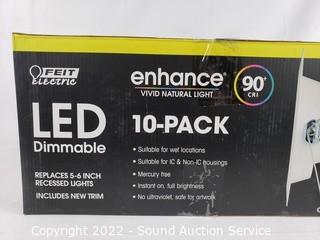 FEIT
electric
enhance®
VIVID NATURAL LIGHT
90+
CRI
LED
Dimmable
10-PACK
REPLACES 5-6 INCH
RECESSED LIGHTS
INCLUDES NEW TRIM
• Suitable for wet locations
• Suitable for IC & Non-IC housings
• Mercury free
• Instant on, full brightness
• No ultraviolet, safe for artwork
Copyright 2022 - Sound Auction Service